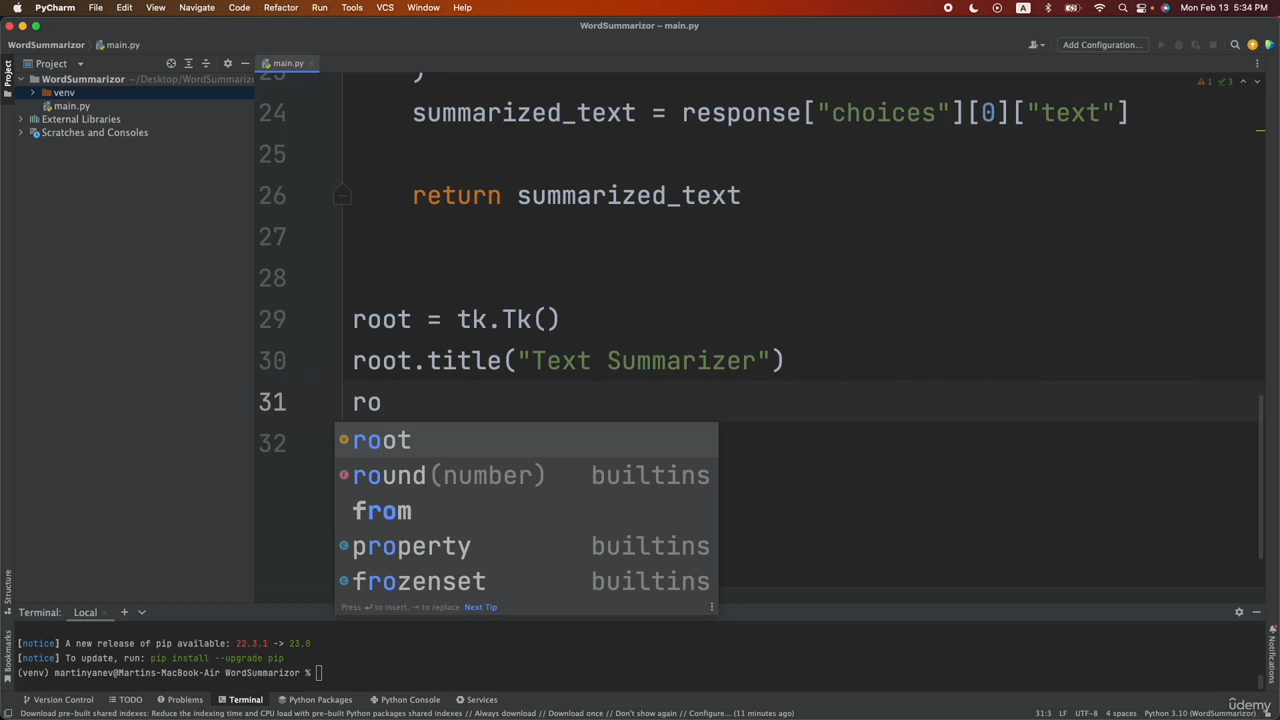 PyCharm File Edit View Navigate Code Refactor Run Tools VCS Window Help A Mon Feb 13 5:34 PM
WordSummarizor – main.py
WordSummarizor main.py Add Configuration...
Project main.py
WordSummarizor ~/Desktop/WordSummariz
venv
main.py
External Libraries
Scratches and Consoles
Project
1 3
24 summarized_text = response["choices"][0]["text"]
25
26 return summarized_text
27
28
29 root = tk.Tk()
30 root.title("Text Summarizer")
31 ro
32
root
round(number) builtins
from
property builtins
frozenset builtins
Press ↵ to insert, ⇥ to replace Next Tip
Structure
Bookmarks
Notifications
Terminal: Local
[notice] A new release of pip available: 22.3.1 -> 23.0
[notice] To update, run: pip install --upgrade pip
(venv) martinyanev@Martins-MacBook-Air WordSummarizor %
Version Control TODO Problems Terminal Python Packages Python Console Services
Download pre-built shared indexes: Reduce the indexing time and CPU load with pre-built Python packages shared indexes // Always download // Download once // Don't show again // Configure... (11 minutes ago) 31:3 LF UTF-8 4 spaces Python 3.10 (WordSummarizor)
udemy